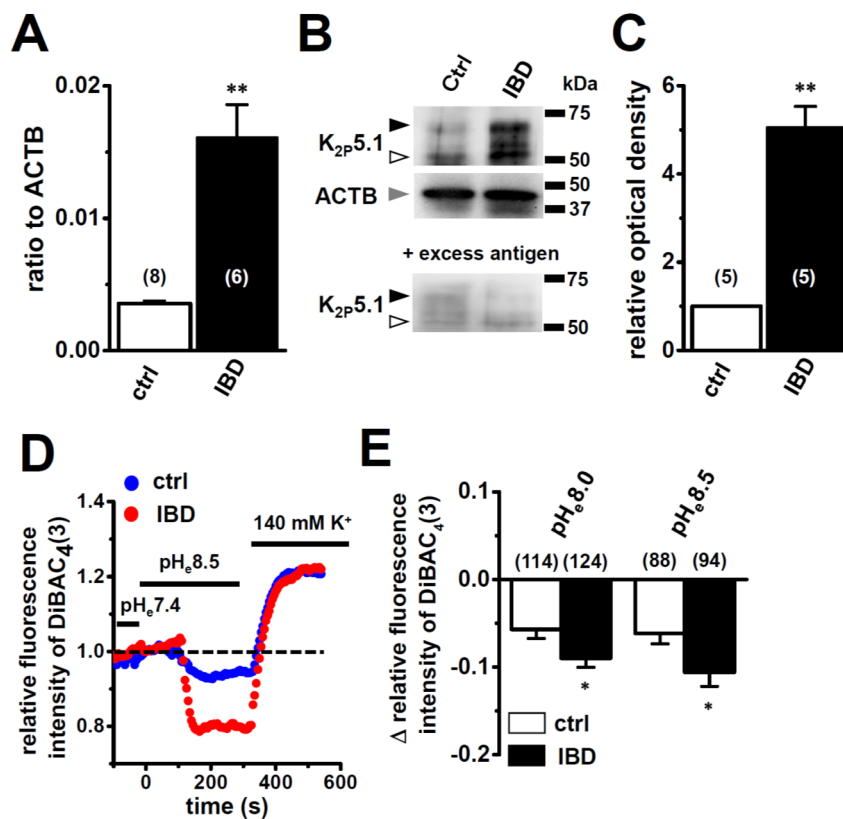 A
ratio to ACTB
0.02
0.01
0.00
**
(8)
(6)
ctrl
IBD
B
Ctrl
IBD
kDa
K2P5.1
75
50
ACTB
50
37
+ excess antigen
K2P5.1
75
50
C
relative optical density
6
4
2
0
**
(5)
(5)
ctrl
IBD
D
ctrl
IBD
relative fluorescence
intensity of DiBAC4(3)
1.4
1.2
1.0
0.8
140 mM K+
pHe8.5
pHe7.4
0
200
400
600
time (s)
E
Δ relative fluorescence
intensity of DiBAC4(3)
0.1
0.0
-0.1
-0.2
pHe8.0
pHe8.5
(114) (124)
(88)
(94)
*
*
ctrl
IBD